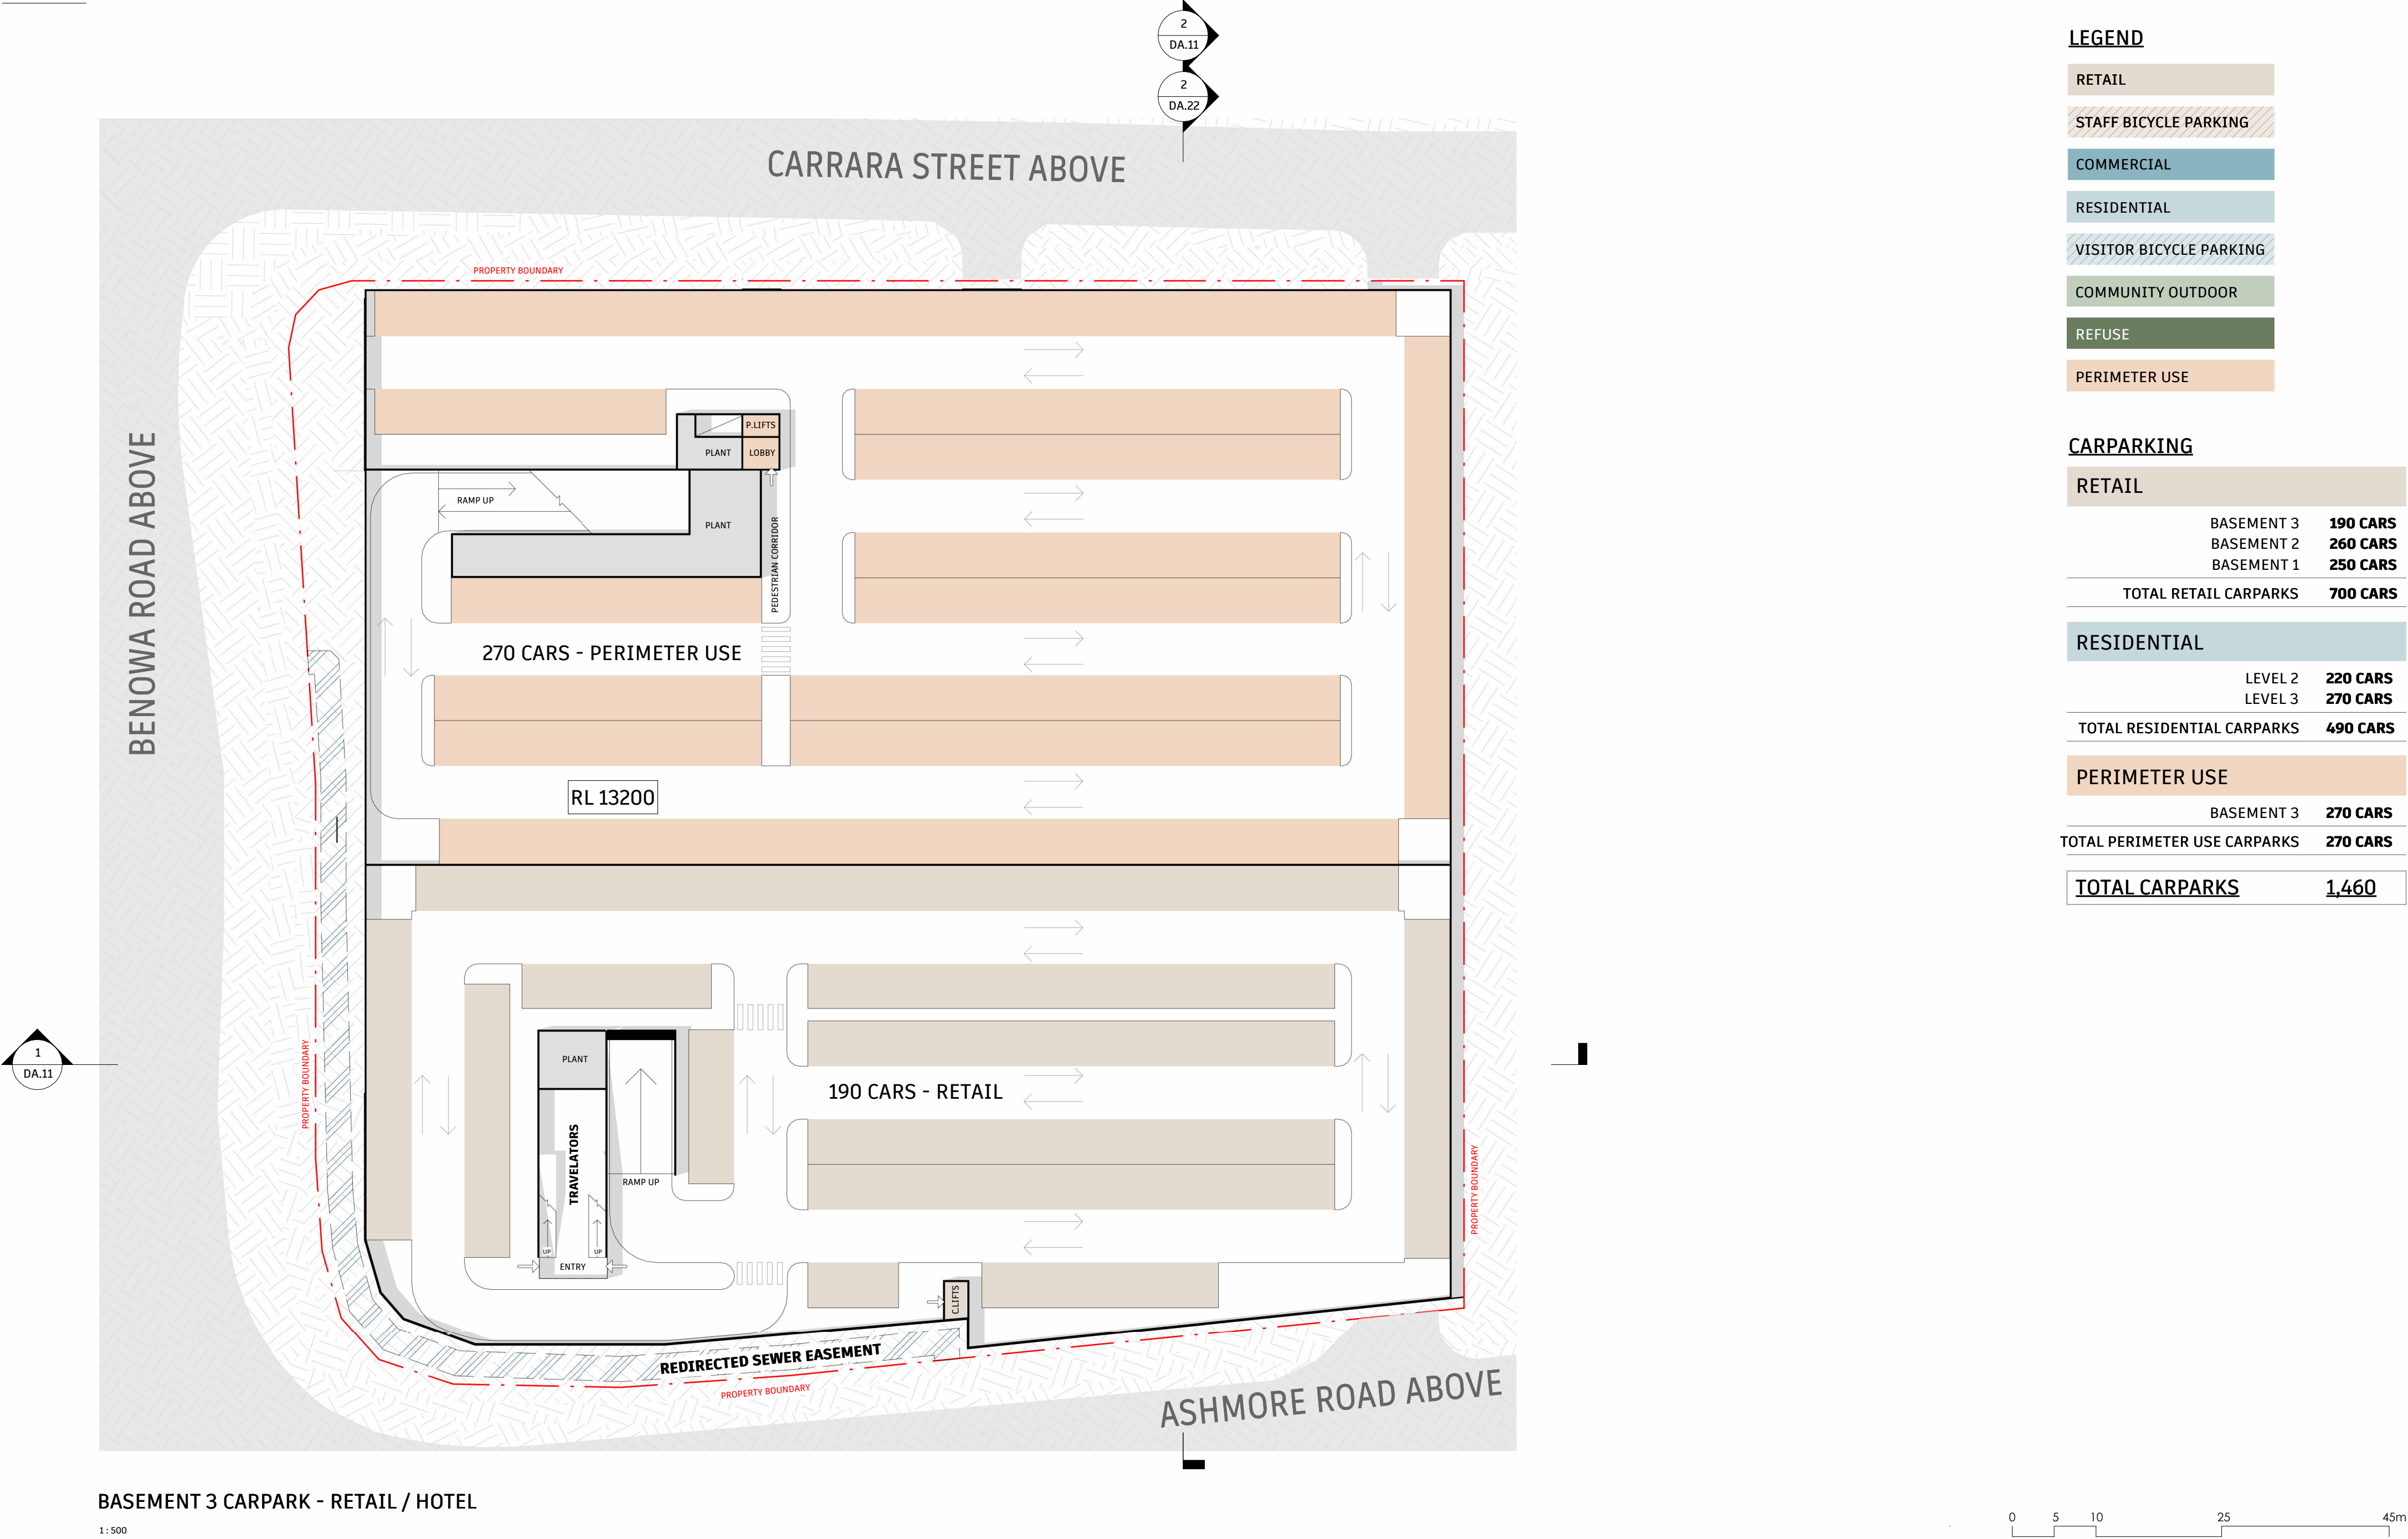 2
DA.11
2
DA.22
CARRARA STREET ABOVE
PROPERTY BOUNDARY
BENOWA ROAD ABOVE
P.LIFTS
PLANT
LOBBY
RAMP UP
PLANT
PEDESTRIAN CORRIDOR
270 CARS - PERIMETER USE
RL 13200
PROPERTY BOUNDARY
1
DA.11
PLANT
190 CARS - RETAIL
TRAVELATORS
RAMP UP
UP
UP
ENTRY
C.LIFTS
PROPERTY BOUNDARY
REDIRECTED SEWER EASEMENT
PROPERTY BOUNDARY
ASHMORE ROAD ABOVE
BASEMENT 3 CARPARK - RETAIL / HOTEL
1 : 500
LEGEND
RETAIL
STAFF BICYCLE PARKING
COMMERCIAL
RESIDENTIAL
VISITOR BICYCLE PARKING
COMMUNITY OUTDOOR
REFUSE
PERIMETER USE
CARPARKING
RETAIL
BASEMENT 3 190 CARS
BASEMENT 2 260 CARS
BASEMENT 1 250 CARS
TOTAL RETAIL CARPARKS 700 CARS
RESIDENTIAL
LEVEL 2 220 CARS
LEVEL 3 270 CARS
TOTAL RESIDENTIAL CARPARKS 490 CARS
PERIMETER USE
BASEMENT 3 270 CARS
TOTAL PERIMETER USE CARPARKS 270 CARS
TOTAL CARPARKS 1,460
0 5 10 25 45m